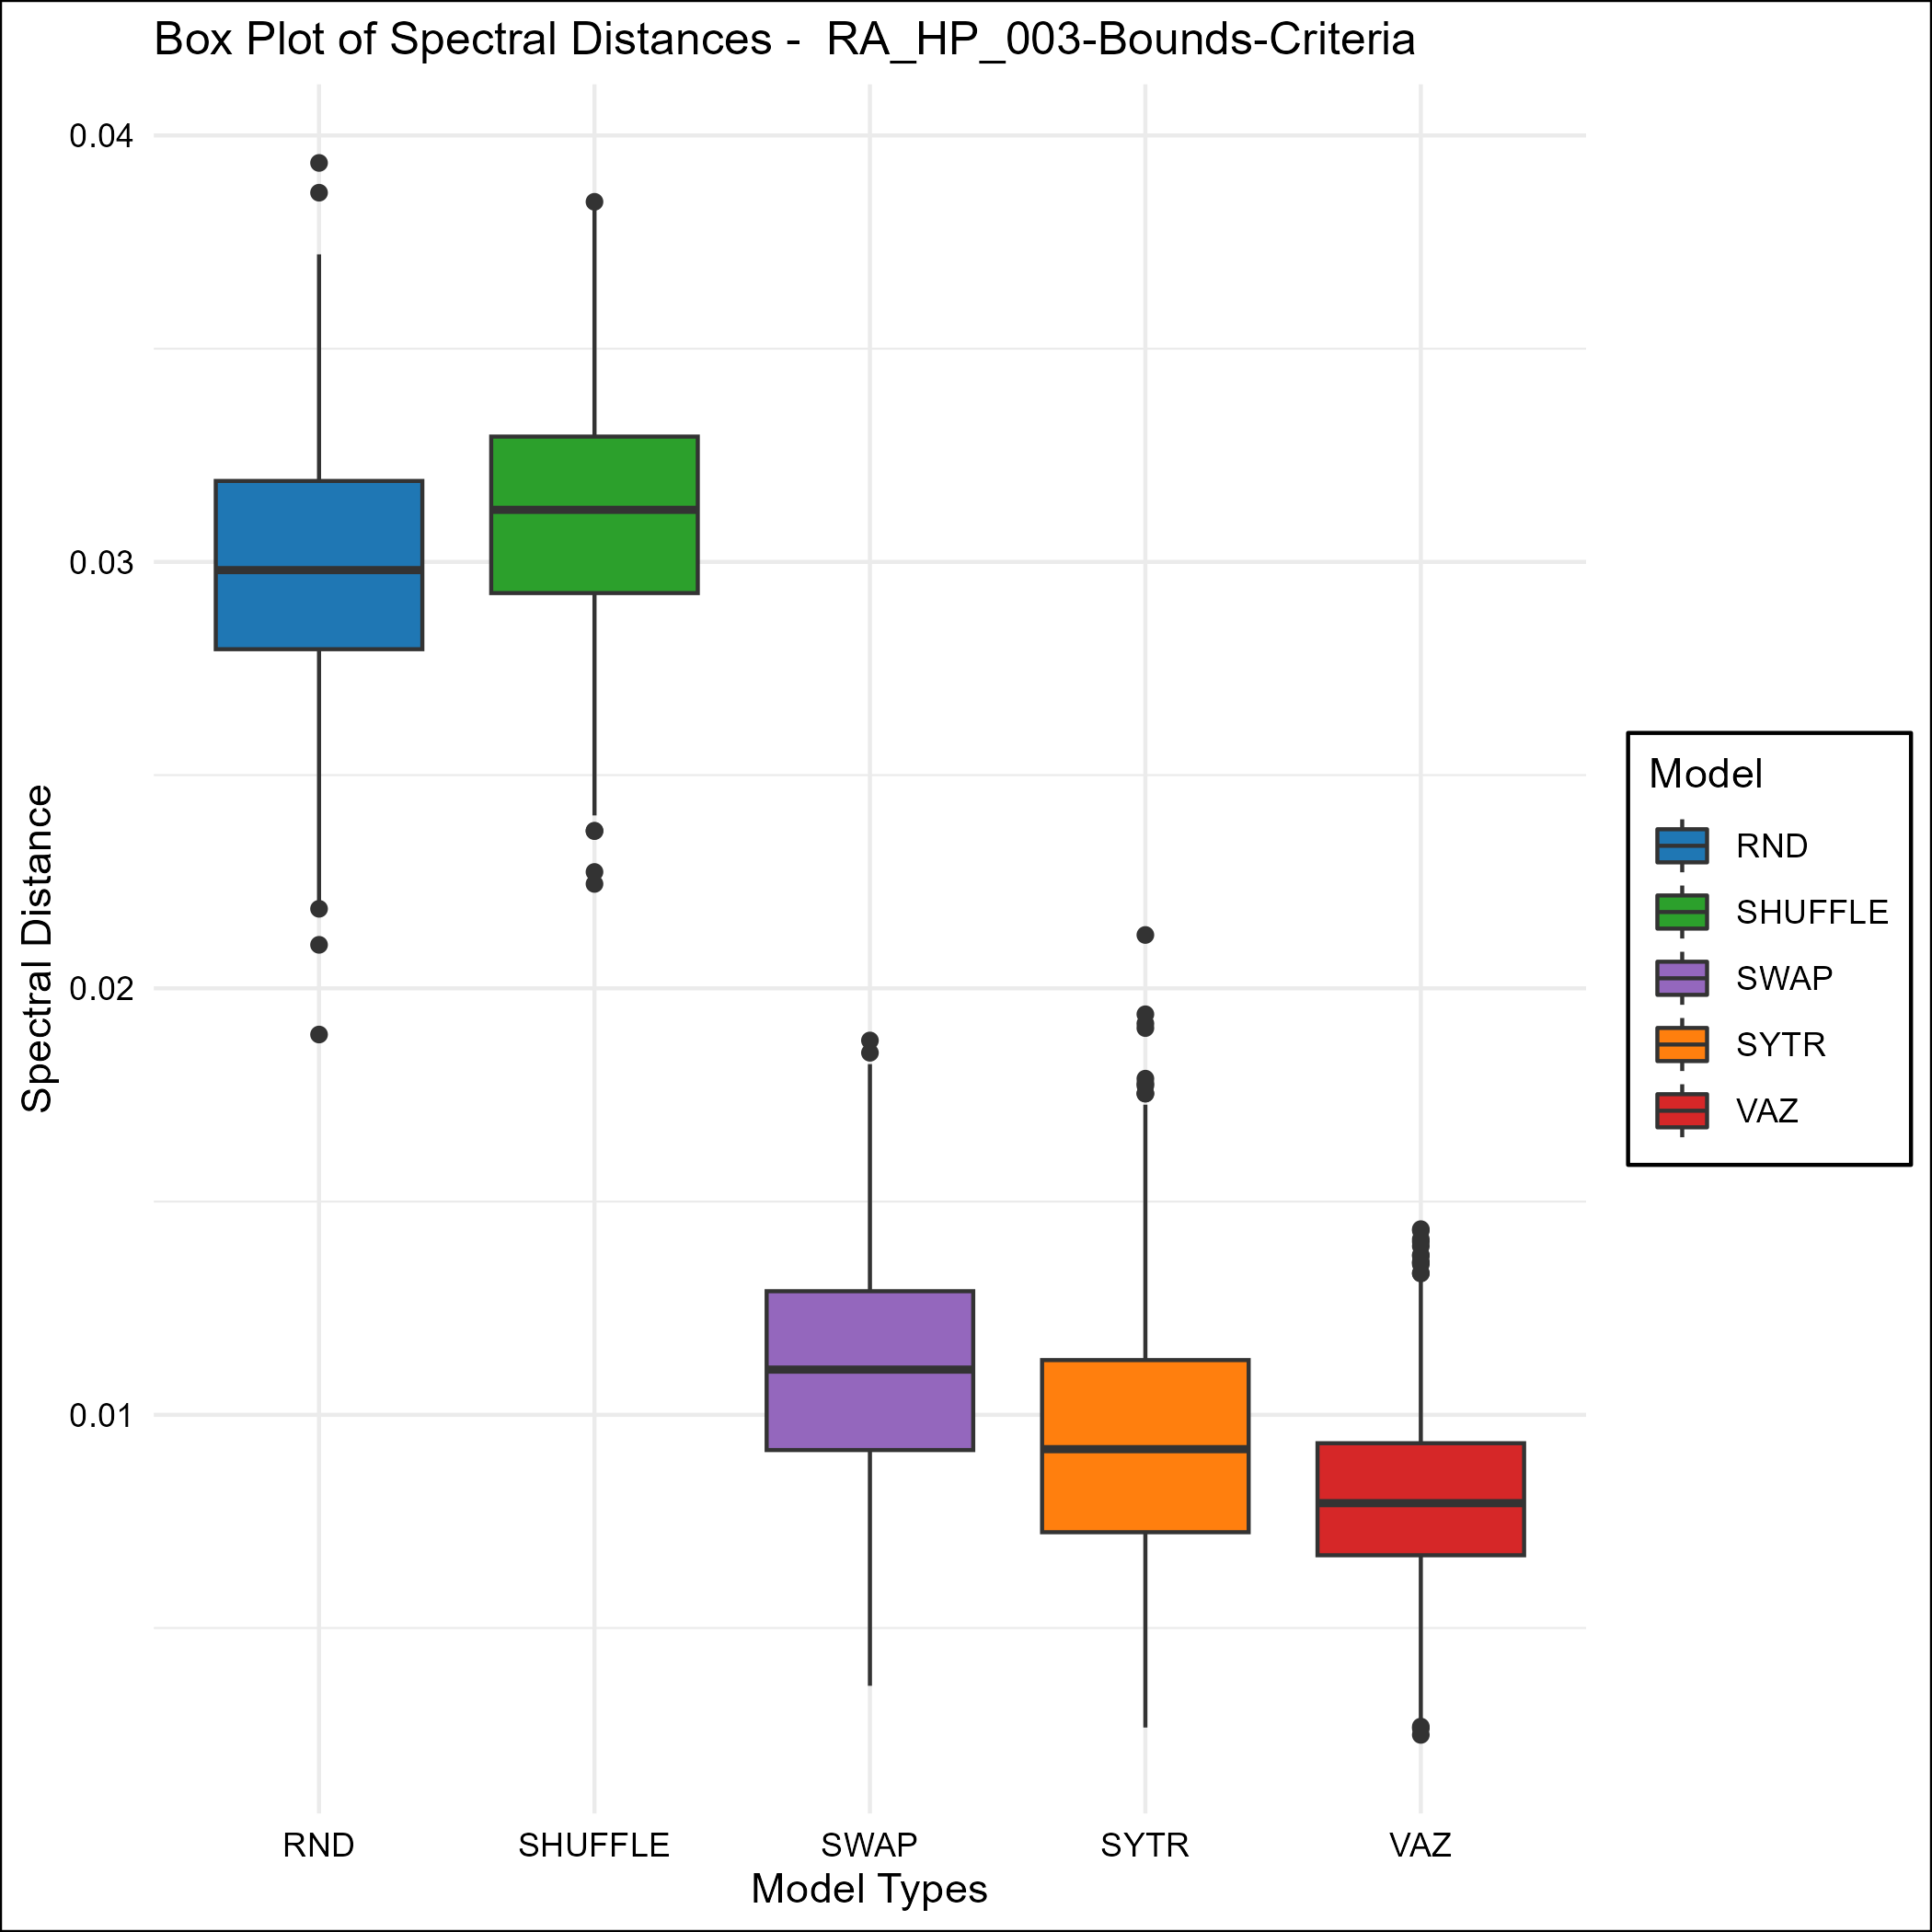 Box Plot of Spectral Distances -  RA_HP_003-Bounds-Criteria
0.04
0.03
0.02
0.01
Spectral Distance
RND
SHUFFLE
SWAP
SYTR
VAZ
Model Types
Model
RND
SHUFFLE
SWAP
SYTR
VAZ